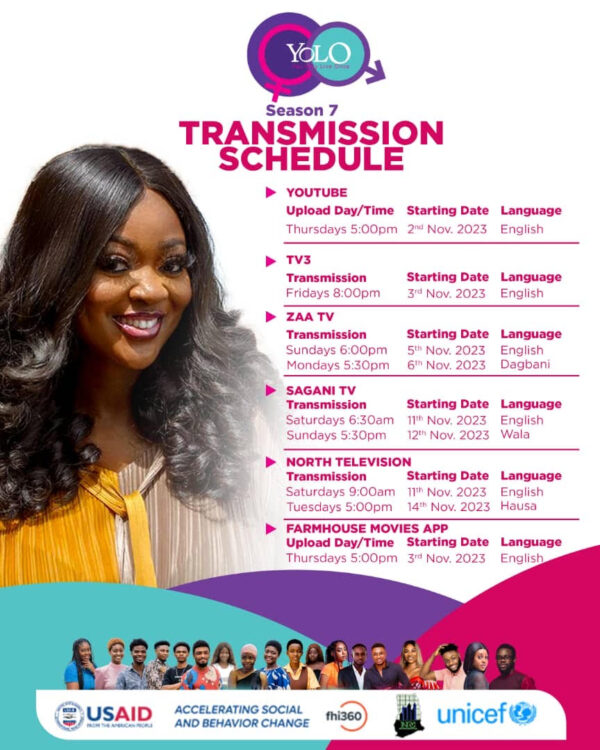 YOLO
Season 7
TRANSMISSION
SCHEDULE
YOUTUBE
Upload Day/Time Starting Date Language
Thursdays 5:00pm 2nd Nov. 2023 English
TV3
Transmission Starting Date Language
Fridays 8:00pm 3rd Nov. 2023 English
ZAA TV
Transmission Starting Date Language
Sundays 6:00pm 5th Nov. 2023 English
Mondays 5:30pm 6th Nov. 2023 Dagbani
SAGANI TV
Transmission Starting Date Language
Saturdays 6:30am 11th Nov. 2023 English
Sundays 5:30pm 12th Nov. 2023 Wala
NORTH TELEVISION
Transmission Starting Date Language
Saturdays 9:00am 11th Nov. 2023 English
Tuesdays 5:00pm 14th Nov. 2023 Hausa
FARMHOUSE MOVIES APP
Upload Day/Time Starting Date Language
Thursdays 5:00pm 3rd Nov. 2023 English
USAID
FROM THE AMERICAN PEOPLE
ACCELERATING SOCIAL
AND BEHAVIOR CHANGE
fhi360
unicef